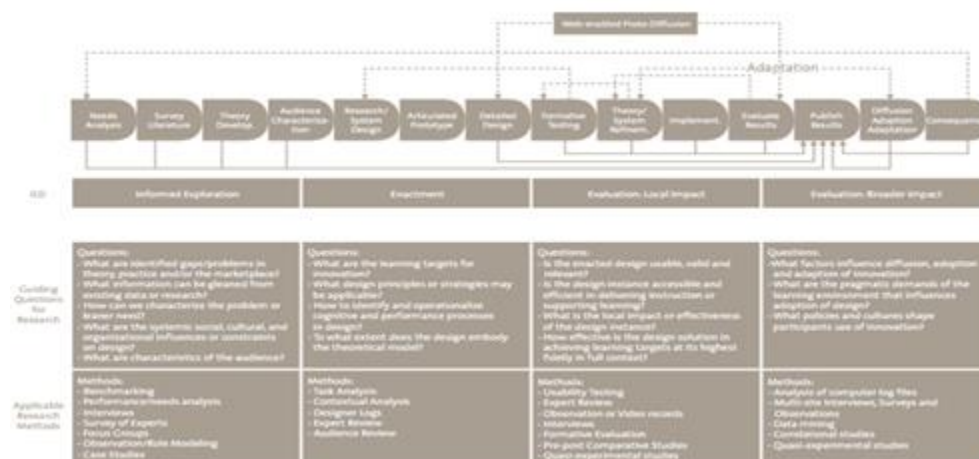 Web-enabled Proto-Diffusion
Adaptation
Needs
Analysis
Survey
Literature
Theory
Develop
Audience
Characteriza-
tion
Research/
System
Design
Articulated
Prototype
Detailed
Design
Formative
Testing
Theory/
System
Refinem.
Implement.
Evaluate
Results
Publish
Results
Diffusion
Adoption
Adaptation
Informed Exploration
Enactment
Evaluation: Local Impact
Evaluation: Broader Impact
Guiding
Questions
for
Research
Questions:
- What are identified gaps/problems in
theory, practice and/or the marketplace?
- What information can be gleaned from
existing data or research?
- How can we characterize the problem or
leaner need?
- What are the systemic social, cultural, and
organizational influences or constraints
on design?
- What are characteristics of the audience?
Questions:
- What are the learning targets for
innovation?
- What design principles or strategies may
be applicable?
- How to identify and operationalize
cognitive and performance processes
in design?
- To what extent does the design embody
the theoretical model?
Questions:
- Is the enacted design usable, valid and
relevant?
- Is the design instance accessible and
efficient in delivering instruction or
supporting learning?
- What is the local impact or effectiveness
of the design instance?
- How effective is the design solution in
achieving learning targets at its highest
fidelity in full context?
Questions:
-What factors influence diffusion, adoption
and adaption of innovation?
- What are the pragmatic demands of the
learning environment that influences
adoption of design?
- What policies and cultures shape
participants use of innovation?
Applicable
Research
Methods
Methods:
- Benchmarking
- Performance/needs analysis
- Interviews
- Survey of Experts
- Focus Groups
- Observation/Role Modeling
- Case Studies
Methods:
- Task Analysis
- Contextual Analysis
- Designer Logs
- Expert Review
- Audience Review
Methods:
- Usability Testing
- Expert Review
- Observation or Video records
- Interviews
- Formative Evaluation
- Pre-post Comparative Studies
- Quasi-experimental studies
Methods:
- Analysis of computer log files
- Multi-site Interviews, Surveys and
Observations
- Data mining
- Correlational studies
- Quasi-experimental studies